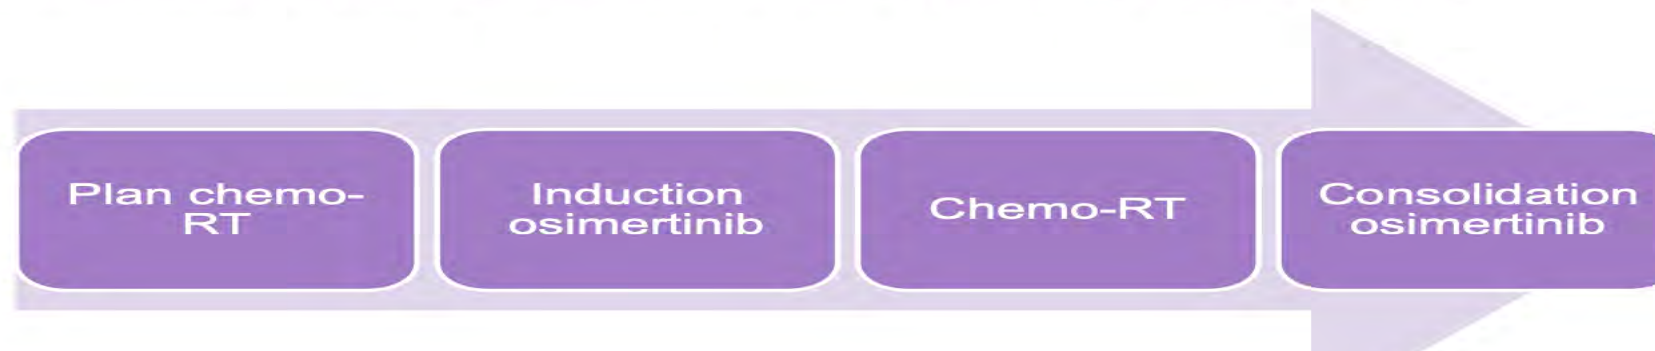 Plan chemo-
RT
Induction
osimertinib
Chemo-RT
Consolidation
osimertinib